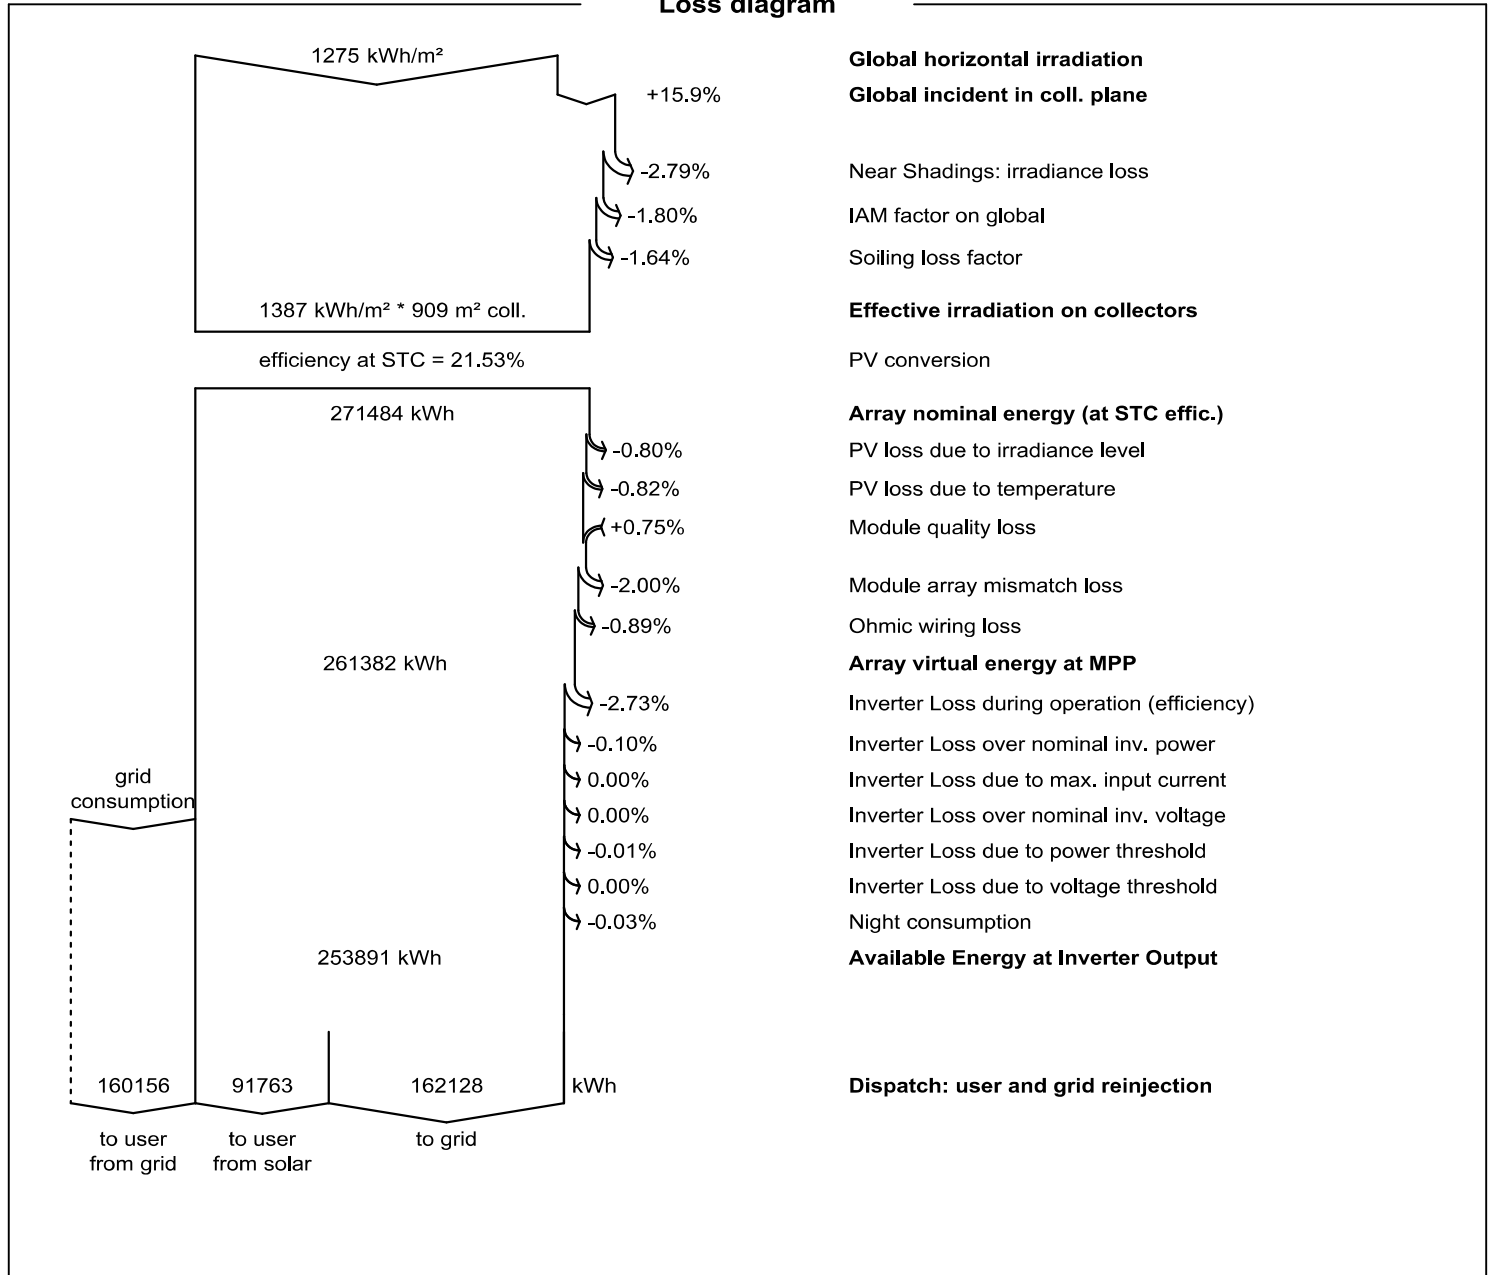 Loss diagram
1275 kWh/m² Global horizontal irradiation
+15.9% Global incident in coll. plane
-2.79% Near Shadings: irradiance loss
-1.80% IAM factor on global
-1.64% Soiling loss factor
1387 kWh/m² * 909 m² coll. Effective irradiation on collectors
efficiency at STC = 21.53% PV conversion
271484 kWh Array nominal energy (at STC effic.)
-0.80% PV loss due to irradiance level
-0.82% PV loss due to temperature
+0.75% Module quality loss
-2.00% Module array mismatch loss
-0.89% Ohmic wiring loss
261382 kWh Array virtual energy at MPP
-2.73% Inverter Loss during operation (efficiency)
-0.10% Inverter Loss over nominal inv. power
grid
0.00% Inverter Loss due to max. input current
consumption
0.00% Inverter Loss over nominal inv. voltage
-0.01% Inverter Loss due to power threshold
0.00% Inverter Loss due to voltage threshold
-0.03% Night consumption
253891 kWh Available Energy at Inverter Output
160156 91763 162128 kWh Dispatch: user and grid reinjection
to user to user to grid
from grid from solar